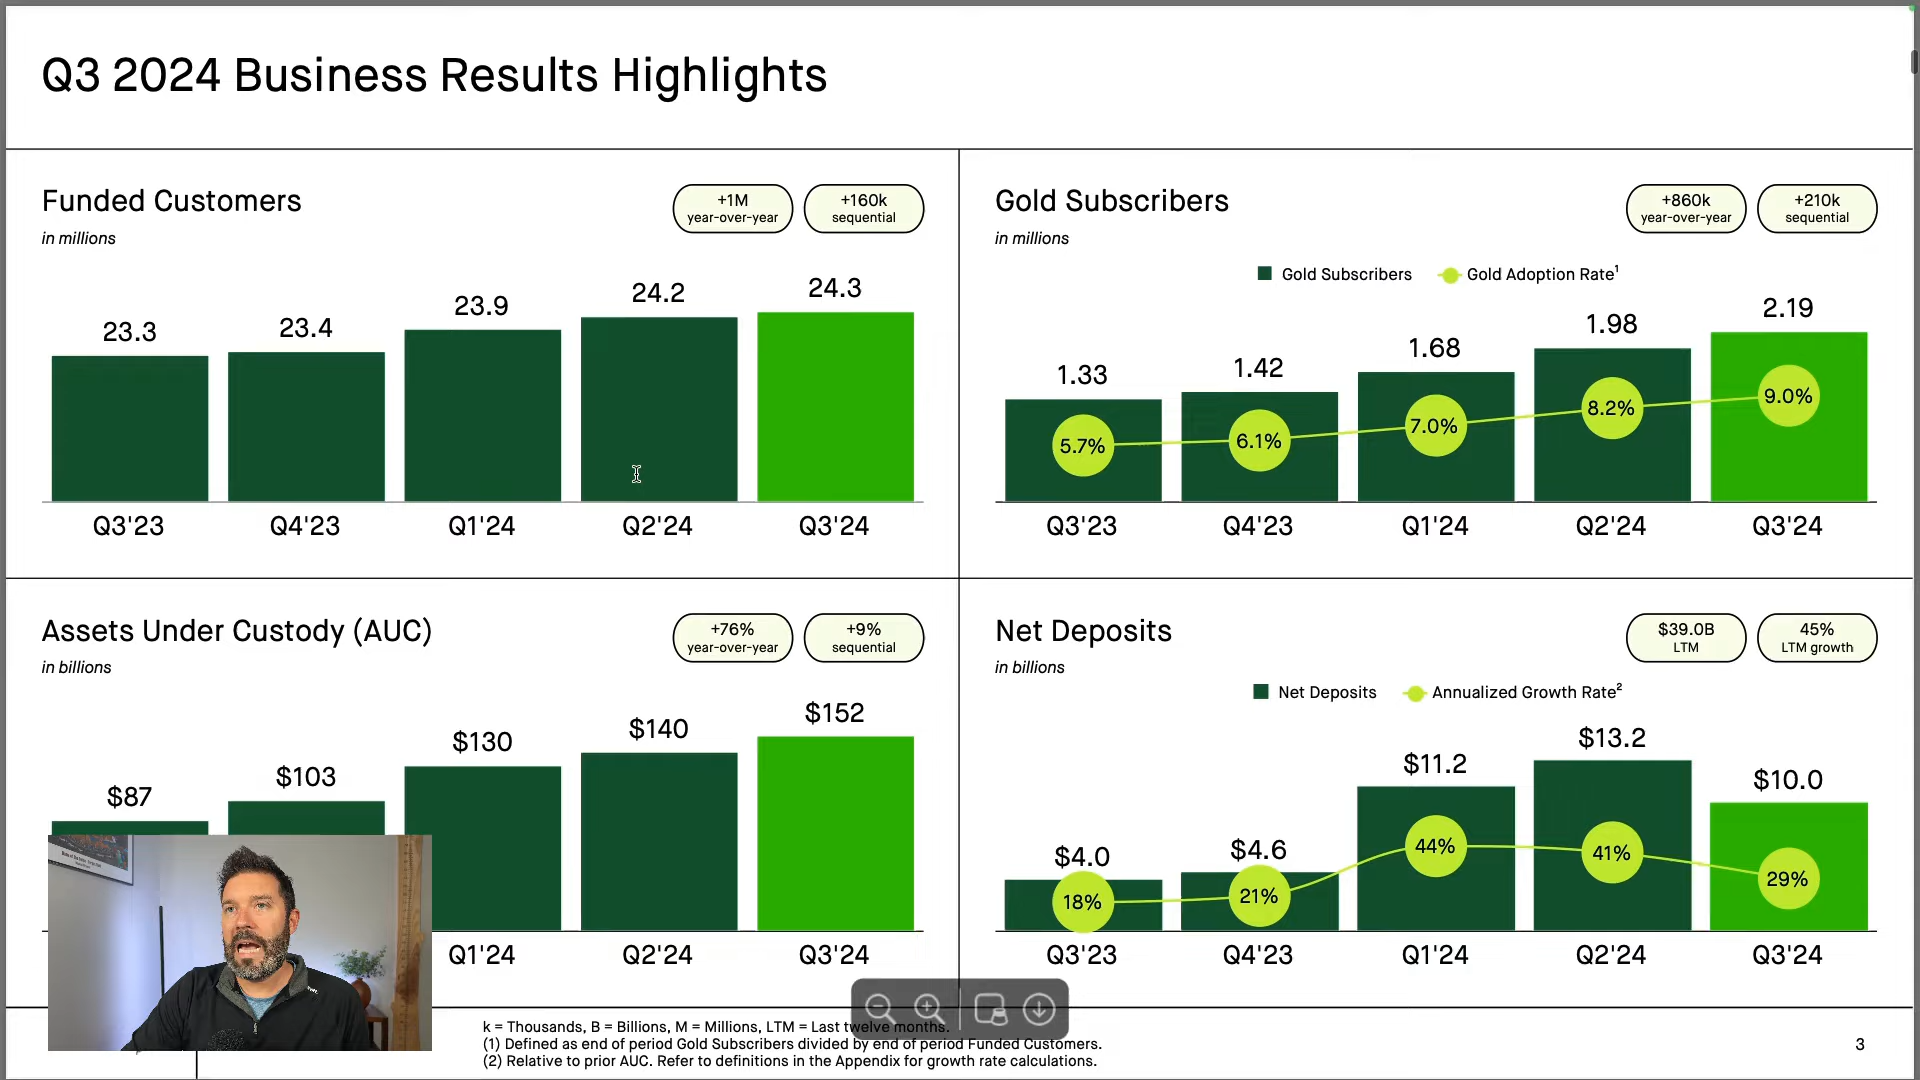 Q3 2024 Business Results Highlights
Funded Customers
in millions
+1M
year-over-year
+160k
sequential
23.3
23.4
23.9
24.2
24.3
Q3'23
Q4'23
Q1'24
Q2'24
Q3'24
Gold Subscribers
in millions
+860k
year-over-year
+210k
sequential
Gold Subscribers
Gold Adoption Rate¹
1.33
1.42
1.68
1.98
2.19
5.7%
6.1%
7.0%
8.2%
9.0%
Q3'23
Q4'23
Q1'24
Q2'24
Q3'24
Assets Under Custody (AUC)
in billions
+76%
year-over-year
+9%
sequential
$87
$103
$130
$140
$152
Q1'24
Q2'24
Q3'24
Net Deposits
in billions
$39.0B
LTM
45%
LTM growth
Net Deposits
Annualized Growth Rate²
$4.0
$4.6
$11.2
$13.2
$10.0
18%
21%
44%
41%
29%
Q3'23
Q4'23
Q1'24
Q2'24
Q3'24
k = Thousands, B = Billions, M = Millions, LTM = Last twelve months.
(1) Defined as end of period Gold Subscribers divided by end of period Funded Customers.
(2) Relative to prior AUC. Refer to definitions in the Appendix for growth rate calculations.
3